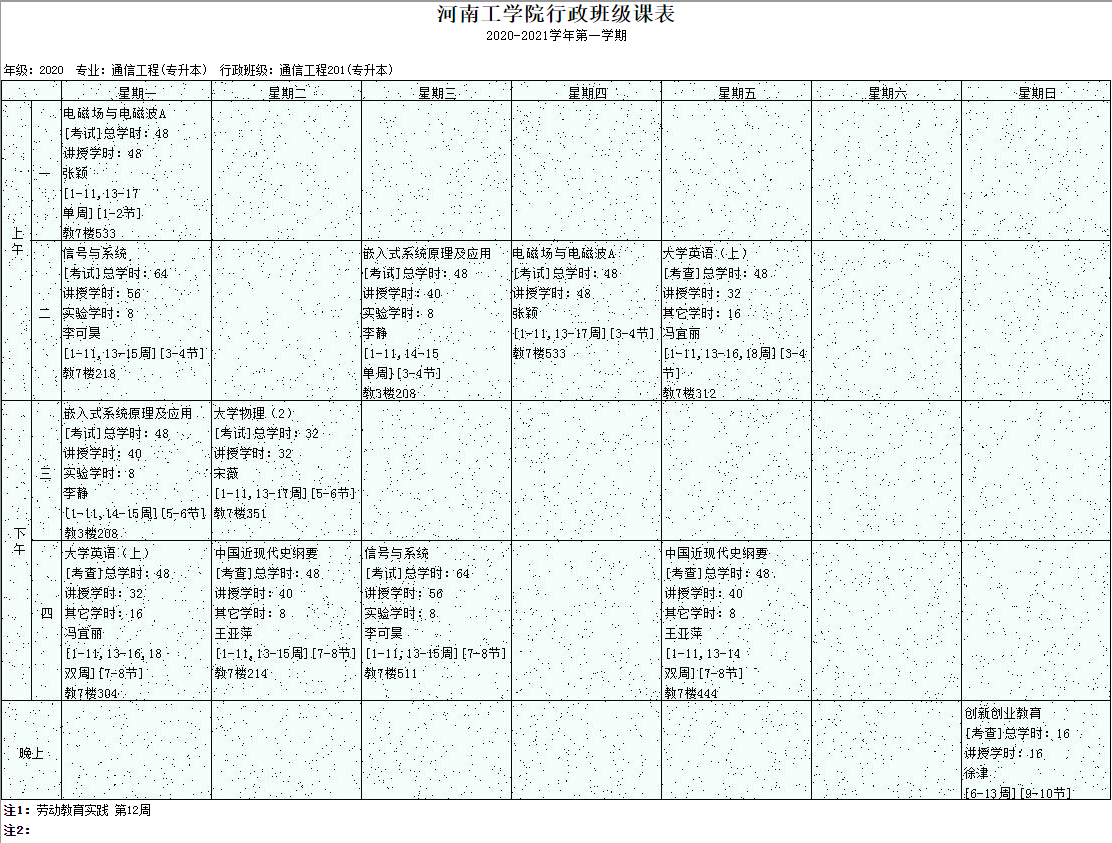 河南工学院行政班级课表
2020-2021学年第一学期
年级：2020 专业：通信工程(专升本) 行政班级：通信工程201(专升本)
星期一 星期二 星期三 星期四 星期五 星期六 星期日
上午
一
电磁场与电磁波A
[考试]总学时：48
讲授学时：48
张颖
[1-11,13-17
单周][1-2节]
教7楼533
二
信号与系统
[考试]总学时：64
讲授学时：56
实验学时：8
李可昊
[1-11,13-15周][3-4节]
教7楼218
嵌入式系统原理及应用
[考试]总学时：48
讲授学时：40
实验学时：8
李静
[1-11,14-15
单周][3-4节]
教3楼208
电磁场与电磁波A
[考试]总学时：48
讲授学时：48
张颖
[1-11,13-17周][3-4节]
教7楼533
大学英语（上）
[考查]总学时：48
讲授学时：32
其它学时：16
冯宜丽
[1-11,13-16,18周][3-4
节]
教7楼312
下午
三
嵌入式系统原理及应用
[考试]总学时：48
讲授学时：40
实验学时：8
李静
[1-11,14-15周][5-6节]
教3楼208
大学物理（2）
[考试]总学时：32
讲授学时：32
宋薇
[1-11,13-17周][5-6节]
教7楼351
四
大学英语（上）
[考查]总学时：48
讲授学时：32
其它学时：16
冯宜丽
[1-11,13-16,18
双周][7-8节]
教7楼304
中国近现代史纲要
[考查]总学时：48
讲授学时：40
其它学时：8
王亚萍
[1-11,13-15周][7-8节]
教7楼214
信号与系统
[考试]总学时：64
讲授学时：56
实验学时：8
李可昊
[1-11,13-15周][7-8节]
教7楼511
中国近现代史纲要
[考查]总学时：48
讲授学时：40
其它学时：8
王亚萍
[1-11,13-14
双周][7-8节]
教7楼444
晚上
创新创业教育
[考查]总学时：16
讲授学时：16
徐津
[6-13周][9-10节]
注1：劳动教育实践 第12周
注2：